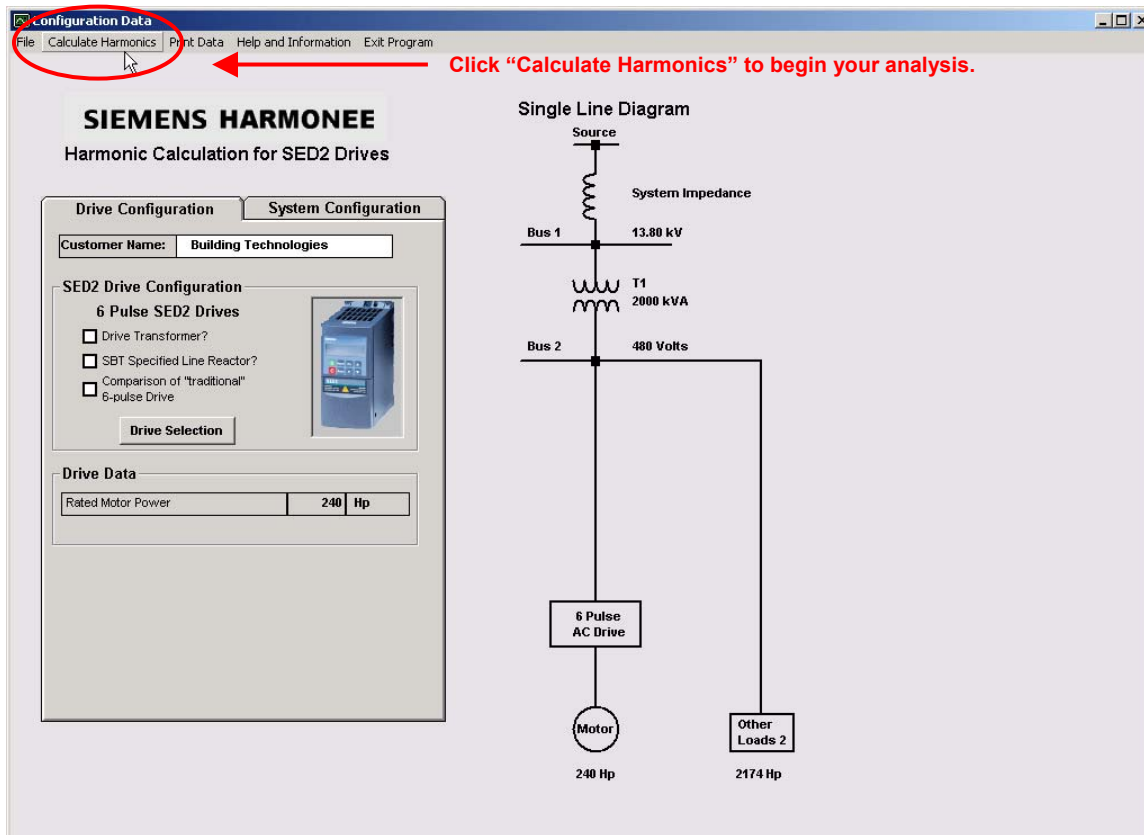 Configuration Data
File Calculate Harmonics Print Data Help and Information Exit Program
Click “Calculate Harmonics” to begin your analysis.
SIEMENS HARMONEE
Harmonic Calculation for SED2 Drives
Drive Configuration
System Configuration
Customer Name: Building Technologies
SED2 Drive Configuration
6 Pulse SED2 Drives
Drive Transformer?
SBT Specified Line Reactor?
Comparison of "traditional"
6-pulse Drive
Drive Selection
Drive Data
Rated Motor Power 240 Hp
Single Line Diagram
Source
System Impedance
Bus 1 13.80 kV
T1
2000 kVA
Bus 2 480 Volts
6 Pulse
AC Drive
Motor
240 Hp
Other
Loads 2
2174 Hp